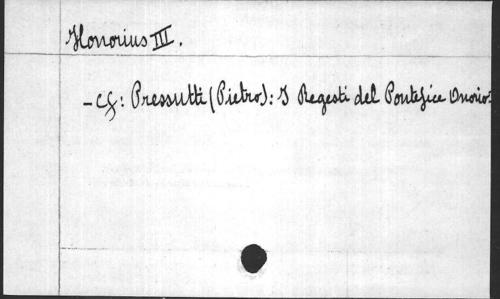 Honorius III.
– cf: Pressutti (Pietro): I Regesti del Pontefice Onorio